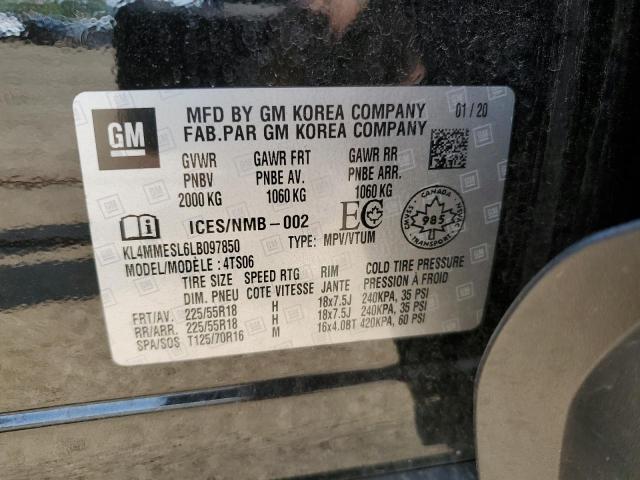 GM
MFD BY GM KOREA COMPANY 01/20
FAB.PAR GM KOREA COMPANY
GVWR GAWR FRT GAWR RR
PNBV PNBE AV. PNBE ARR.
2000 KG 1060 KG 1060 KG
ICES/NMB-002 EC
CANADA
985
KL4MMESL6LB097850 TYPE: MPV/VTUM
MODEL/MODÈLE : 4TS06
TIRE SIZE SPEED RTG RIM COLD TIRE PRESSURE
DIM. PNEU COTE VITESSE JANTE PRESSION À FROID
FRT/AV. 225/55R18 H 18x7.5J 240KPA, 35 PSI
RR/ARR. 225/55R18 H 18x7.5J 240KPA, 35 PSI
SPA/SOS T125/70R16 M 16x4.0BT 420KPA, 60 PSI